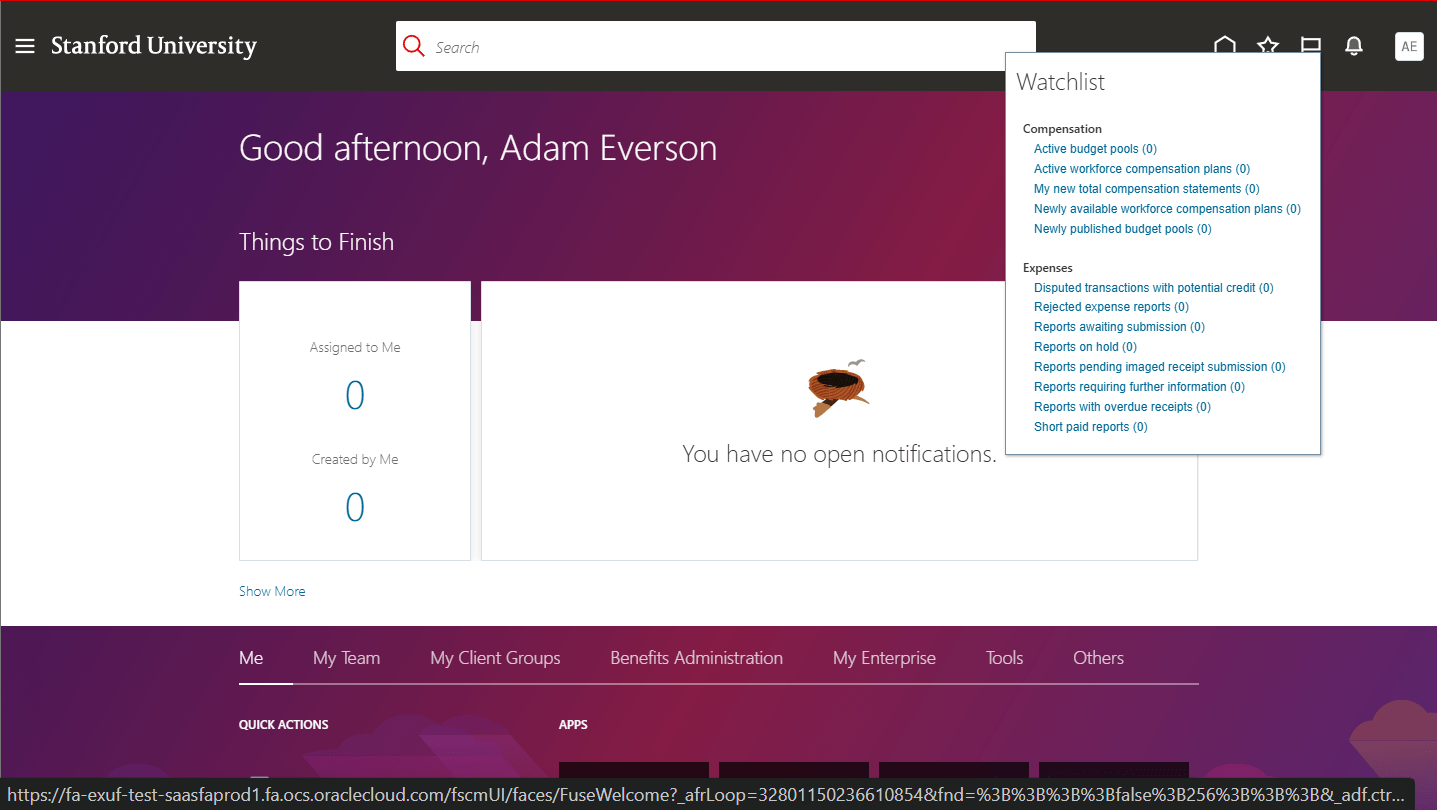 Stanford University
Search
AE
Watchlist
Compensation
Active budget pools (0)
Active workforce compensation plans (0)
My new total compensation statements (0)
Newly available workforce compensation plans (0)
Newly published budget pools (0)
Expenses
Disputed transactions with potential credit (0)
Rejected expense reports (0)
Reports awaiting submission (0)
Reports on hold (0)
Reports pending imaged receipt submission (0)
Reports requiring further information (0)
Reports with overdue receipts (0)
Short paid reports (0)
Good afternoon, Adam Everson
Things to Finish
Assigned to Me
0
Created by Me
0
You have no open notifications.
Show More
Me My Team My Client Groups Benefits Administration My Enterprise Tools Others
QUICK ACTIONS APPS
https://fa-exuf-test-saasfaprod1.fa.ocs.oraclecloud.com/fscmUI/faces/FuseWelcome?_afrLoop=32801150236610854&fnd=%3B%3B%3B%3Bfalse%3B256%3B%3B%3B&_adf.ctr...